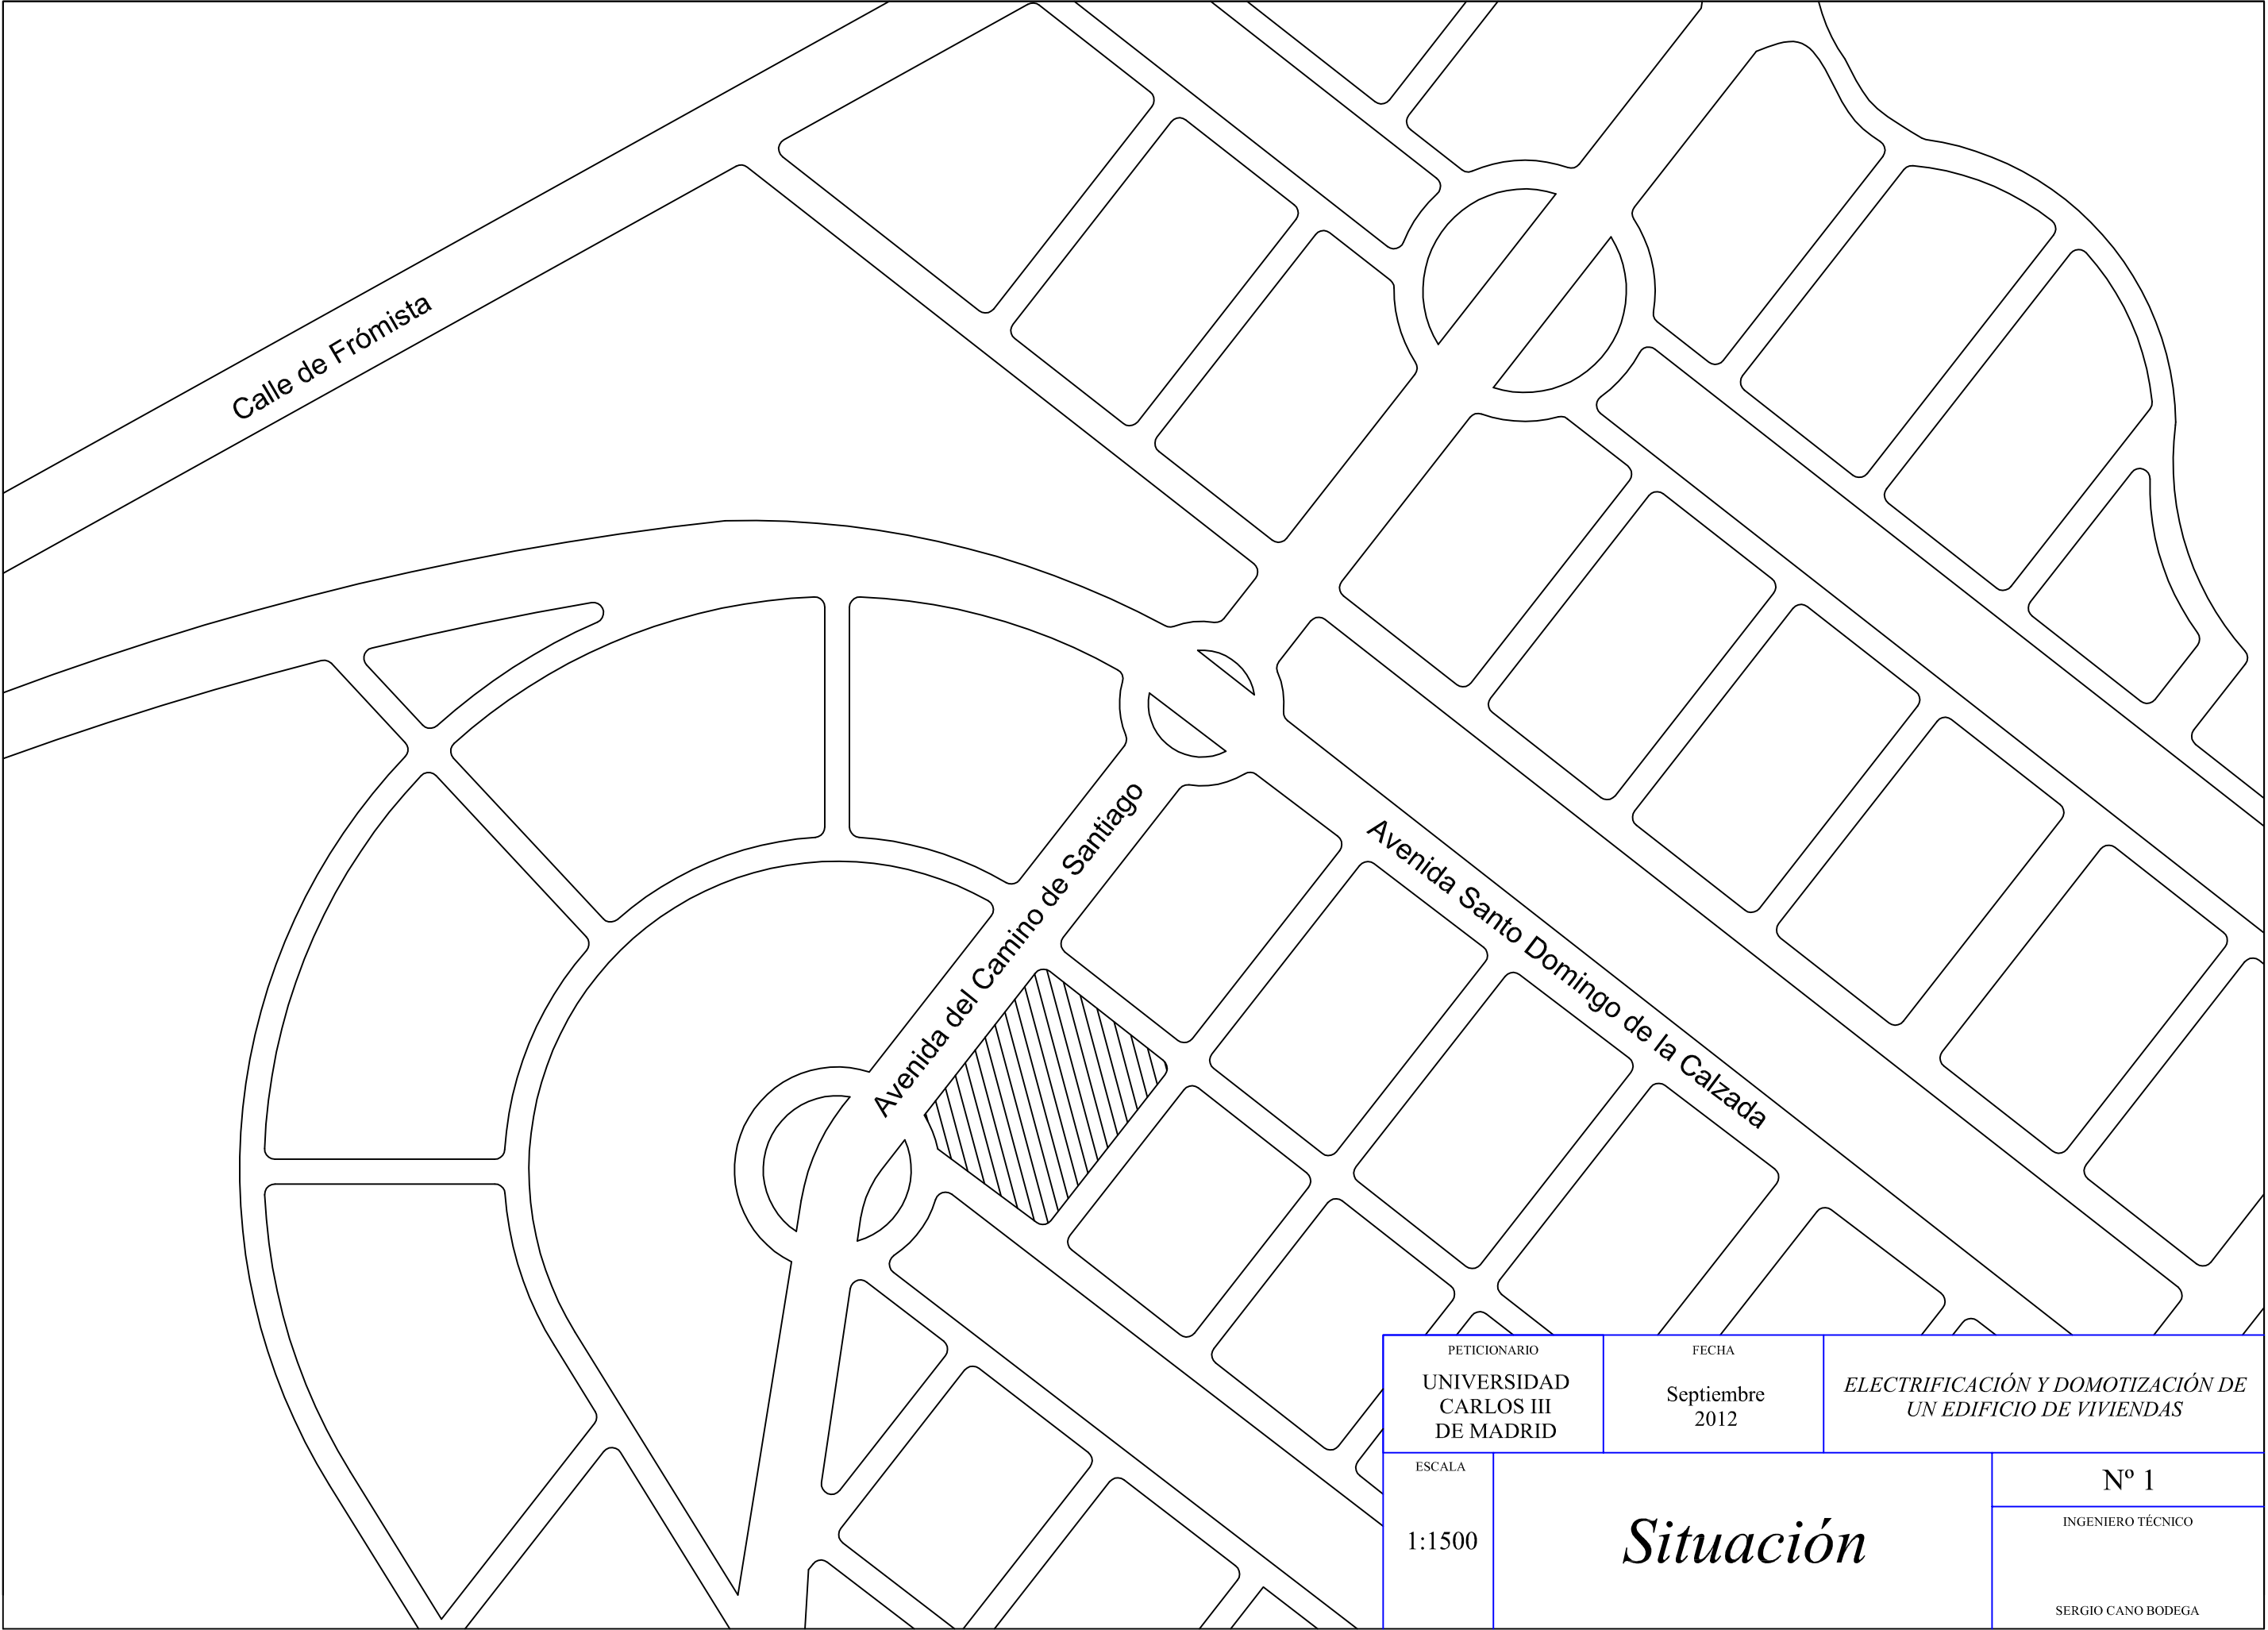 Calle de Frómista
Avenida del Camino de Santiago
Avenida Santo Domingo de la Calzada
PETICIONARIO
UNIVERSIDAD
CARLOS III
DE MADRID
FECHA
Septiembre
2012
ELECTRIFICACIÓN Y DOMOTIZACIÓN DE
UN EDIFICIO DE VIVIENDAS
ESCALA
1:1500
Situación
Nº 1
INGENIERO TÉCNICO
SERGIO CANO BODEGA